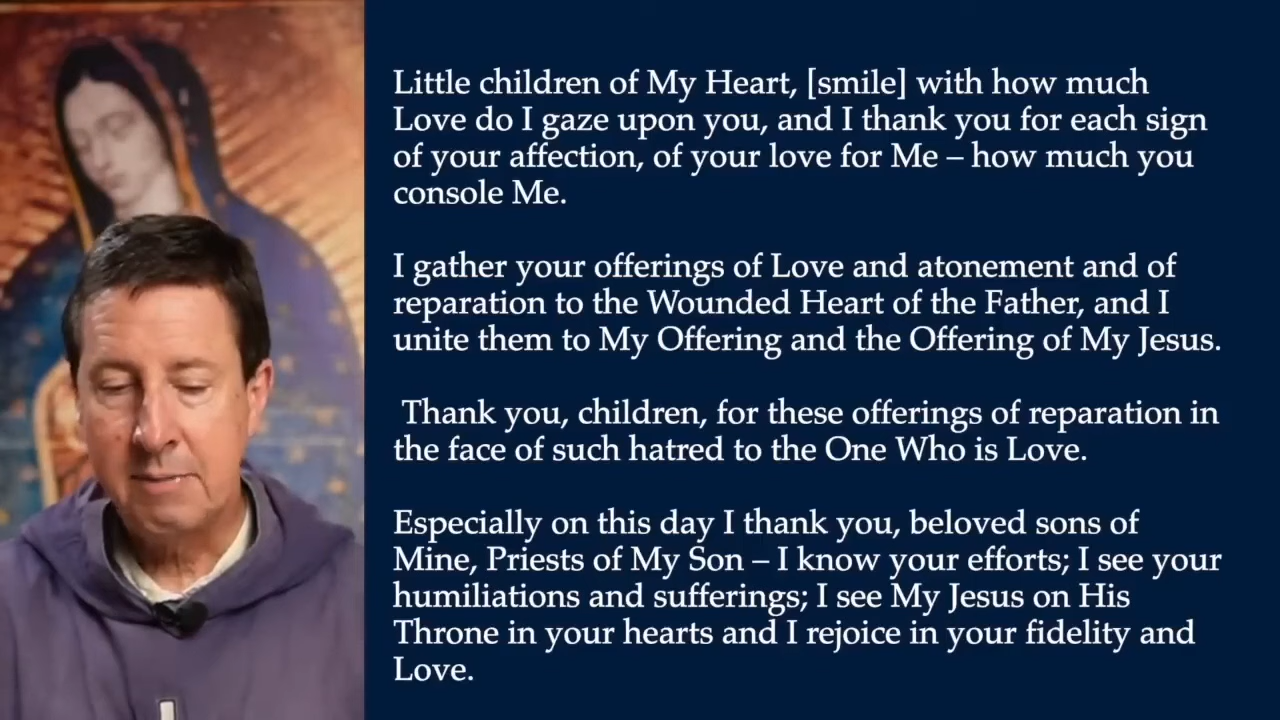 Little children of My Heart, [smile] with how much
Love do I gaze upon you, and I thank you for each sign
of your affection, of your love for Me – how much you
console Me.
I gather your offerings of Love and atonement and of
reparation to the Wounded Heart of the Father, and I
unite them to My Offering and the Offering of My Jesus.
Thank you, children, for these offerings of reparation in
the face of such hatred to the One Who is Love.
Especially on this day I thank you, beloved sons of
Mine, Priests of My Son – I know your efforts; I see your
humiliations and sufferings; I see My Jesus on His
Throne in your hearts and I rejoice in your fidelity and
Love.